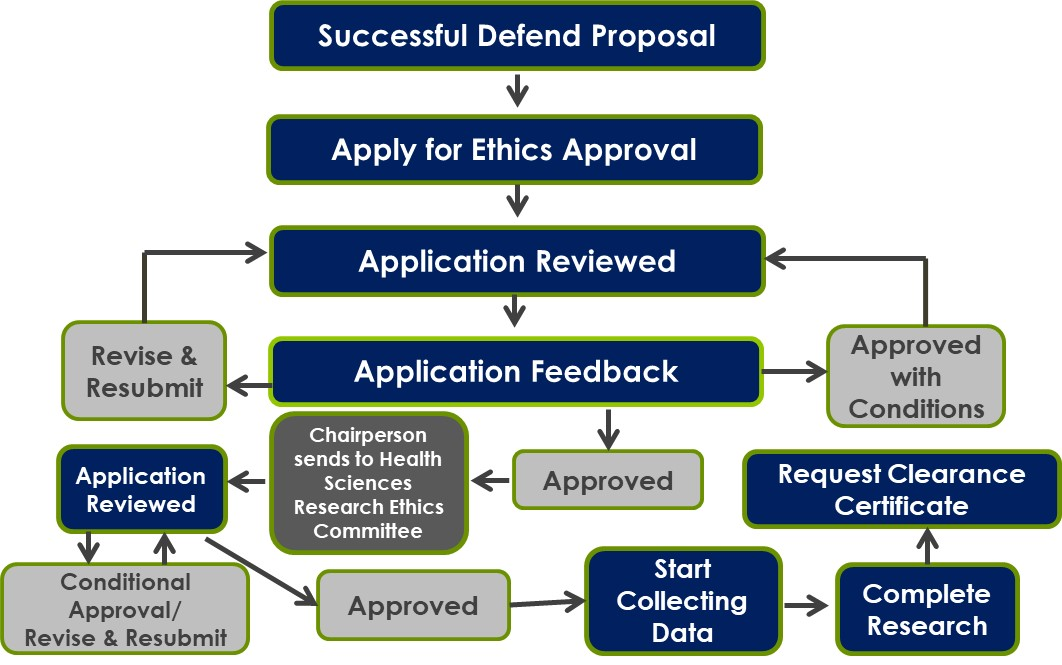 Successful Defend Proposal
Apply for Ethics Approval
Application Reviewed
Revise &
Resubmit
Application Feedback
Approved
with
Conditions
Application
Reviewed
Chairperson
sends to Health
Sciences
Research Ethics
Committee
Approved
Request Clearance
Certificate
Conditional
Approval/
Revise & Resubmit
Approved
Start
Collecting
Data
Complete
Research